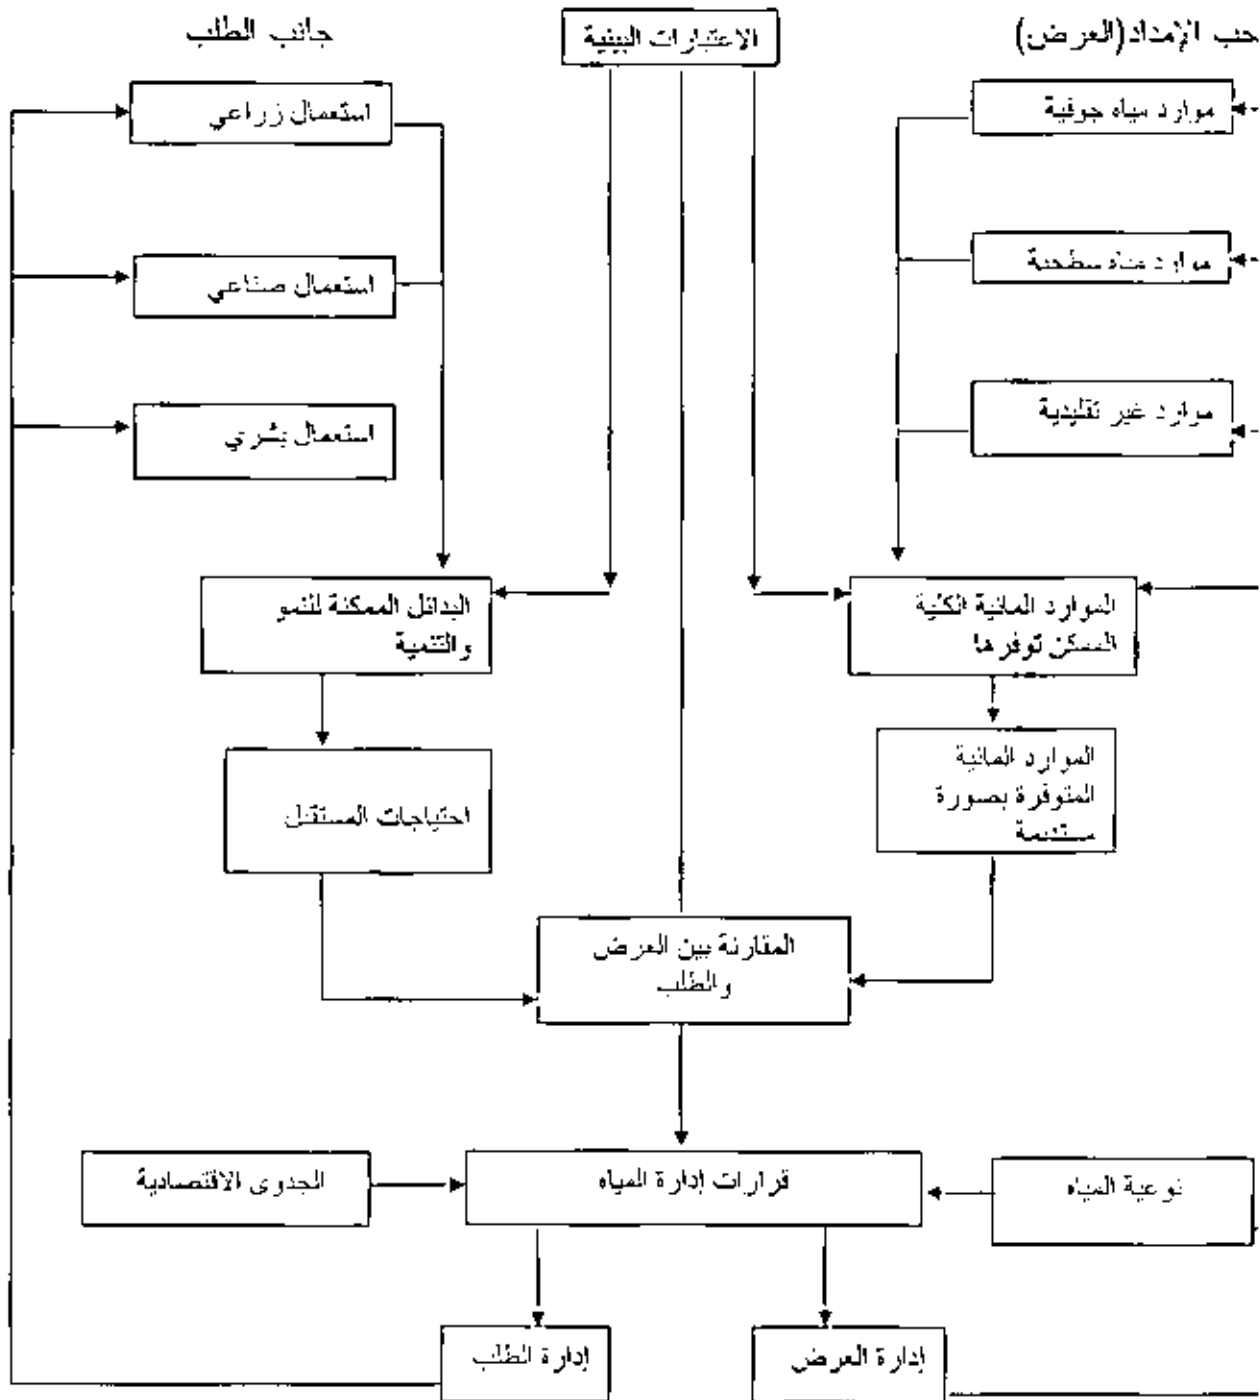 حب الإمداد(العرض)
الاعتبارات البيئية
جانب الطلب
موارد مياه جوفية
استعمال زراعي
موارد مياه سطحية
استعمال صناعي
موارد غير تقليدية
استعمال بشري
الموارد المائية الكلية
الممكن توفرها
البدائل الممكنة للنمو
والتنمية
الموارد المائية
المتوفرة بصورة
مستديمة
احتياجات المستقبل
المقارنة بين العرض
والطلب
نوعية المياه
قرارات إدارة المياه
الجدوى الاقتصادية
إدارة العرض
إدارة الطلب